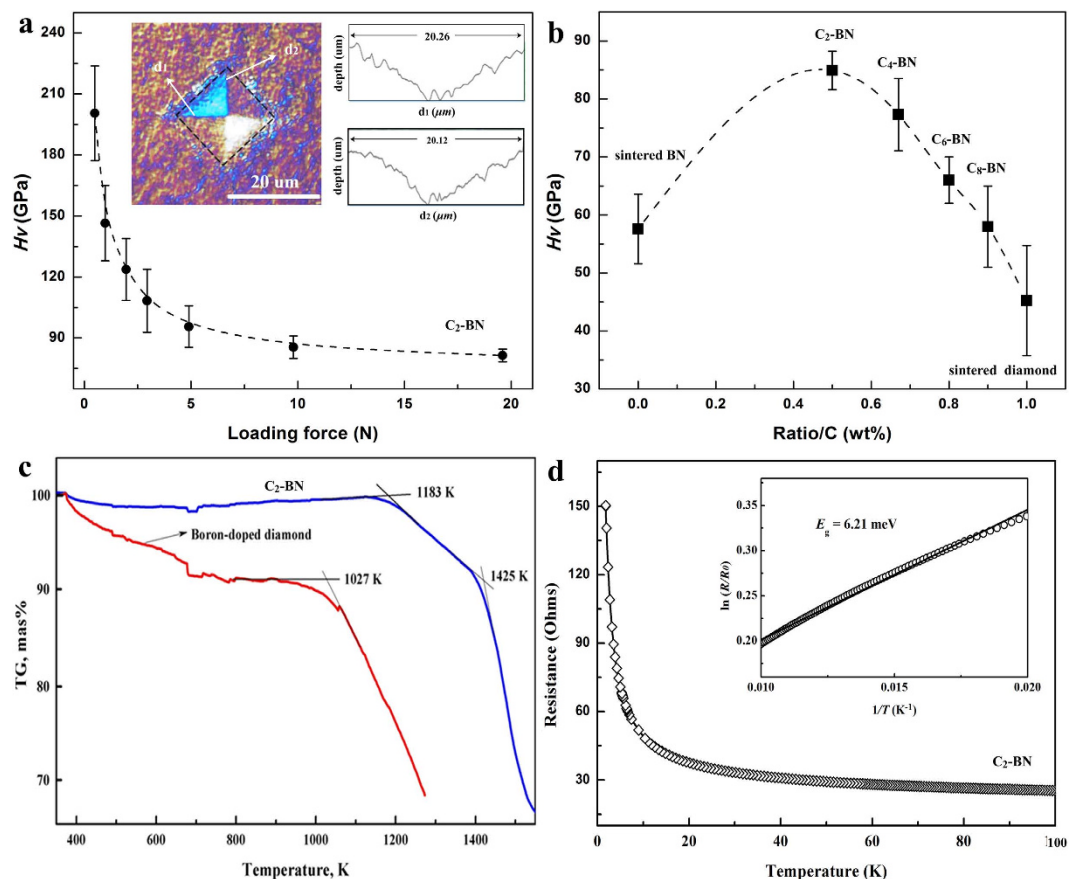 a
240
210
180
150
120
90
Hv (GPa)
0
5
10
15
20
Loading force (N)
C2-BN
d1
d2
20 um
20.26
depth (um)
d1 (μm)
20.12
depth (um)
d2 (μm)
b
90
80
70
60
50
40
30
Hv (GPa)
0.0
0.2
0.4
0.6
0.8
1.0
Ratio/C (wt%)
sintered BN
C2-BN
C4-BN
C6-BN
C8-BN
sintered diamond
c
100
90
80
70
TG, mas%
400
600
800
1000
1200
1400
Temperature, K
C2-BN
Boron-doped diamond
1183 K
1027 K
1425 K
d
150
120
90
60
30
Resistance (Ohms)
0
20
40
60
80
100
Temperature (K)
C2-BN
Eg = 6.21 meV
0.35
0.30
0.25
0.20
ln (R/R0)
0.010
0.015
0.020
1/T (K-1)